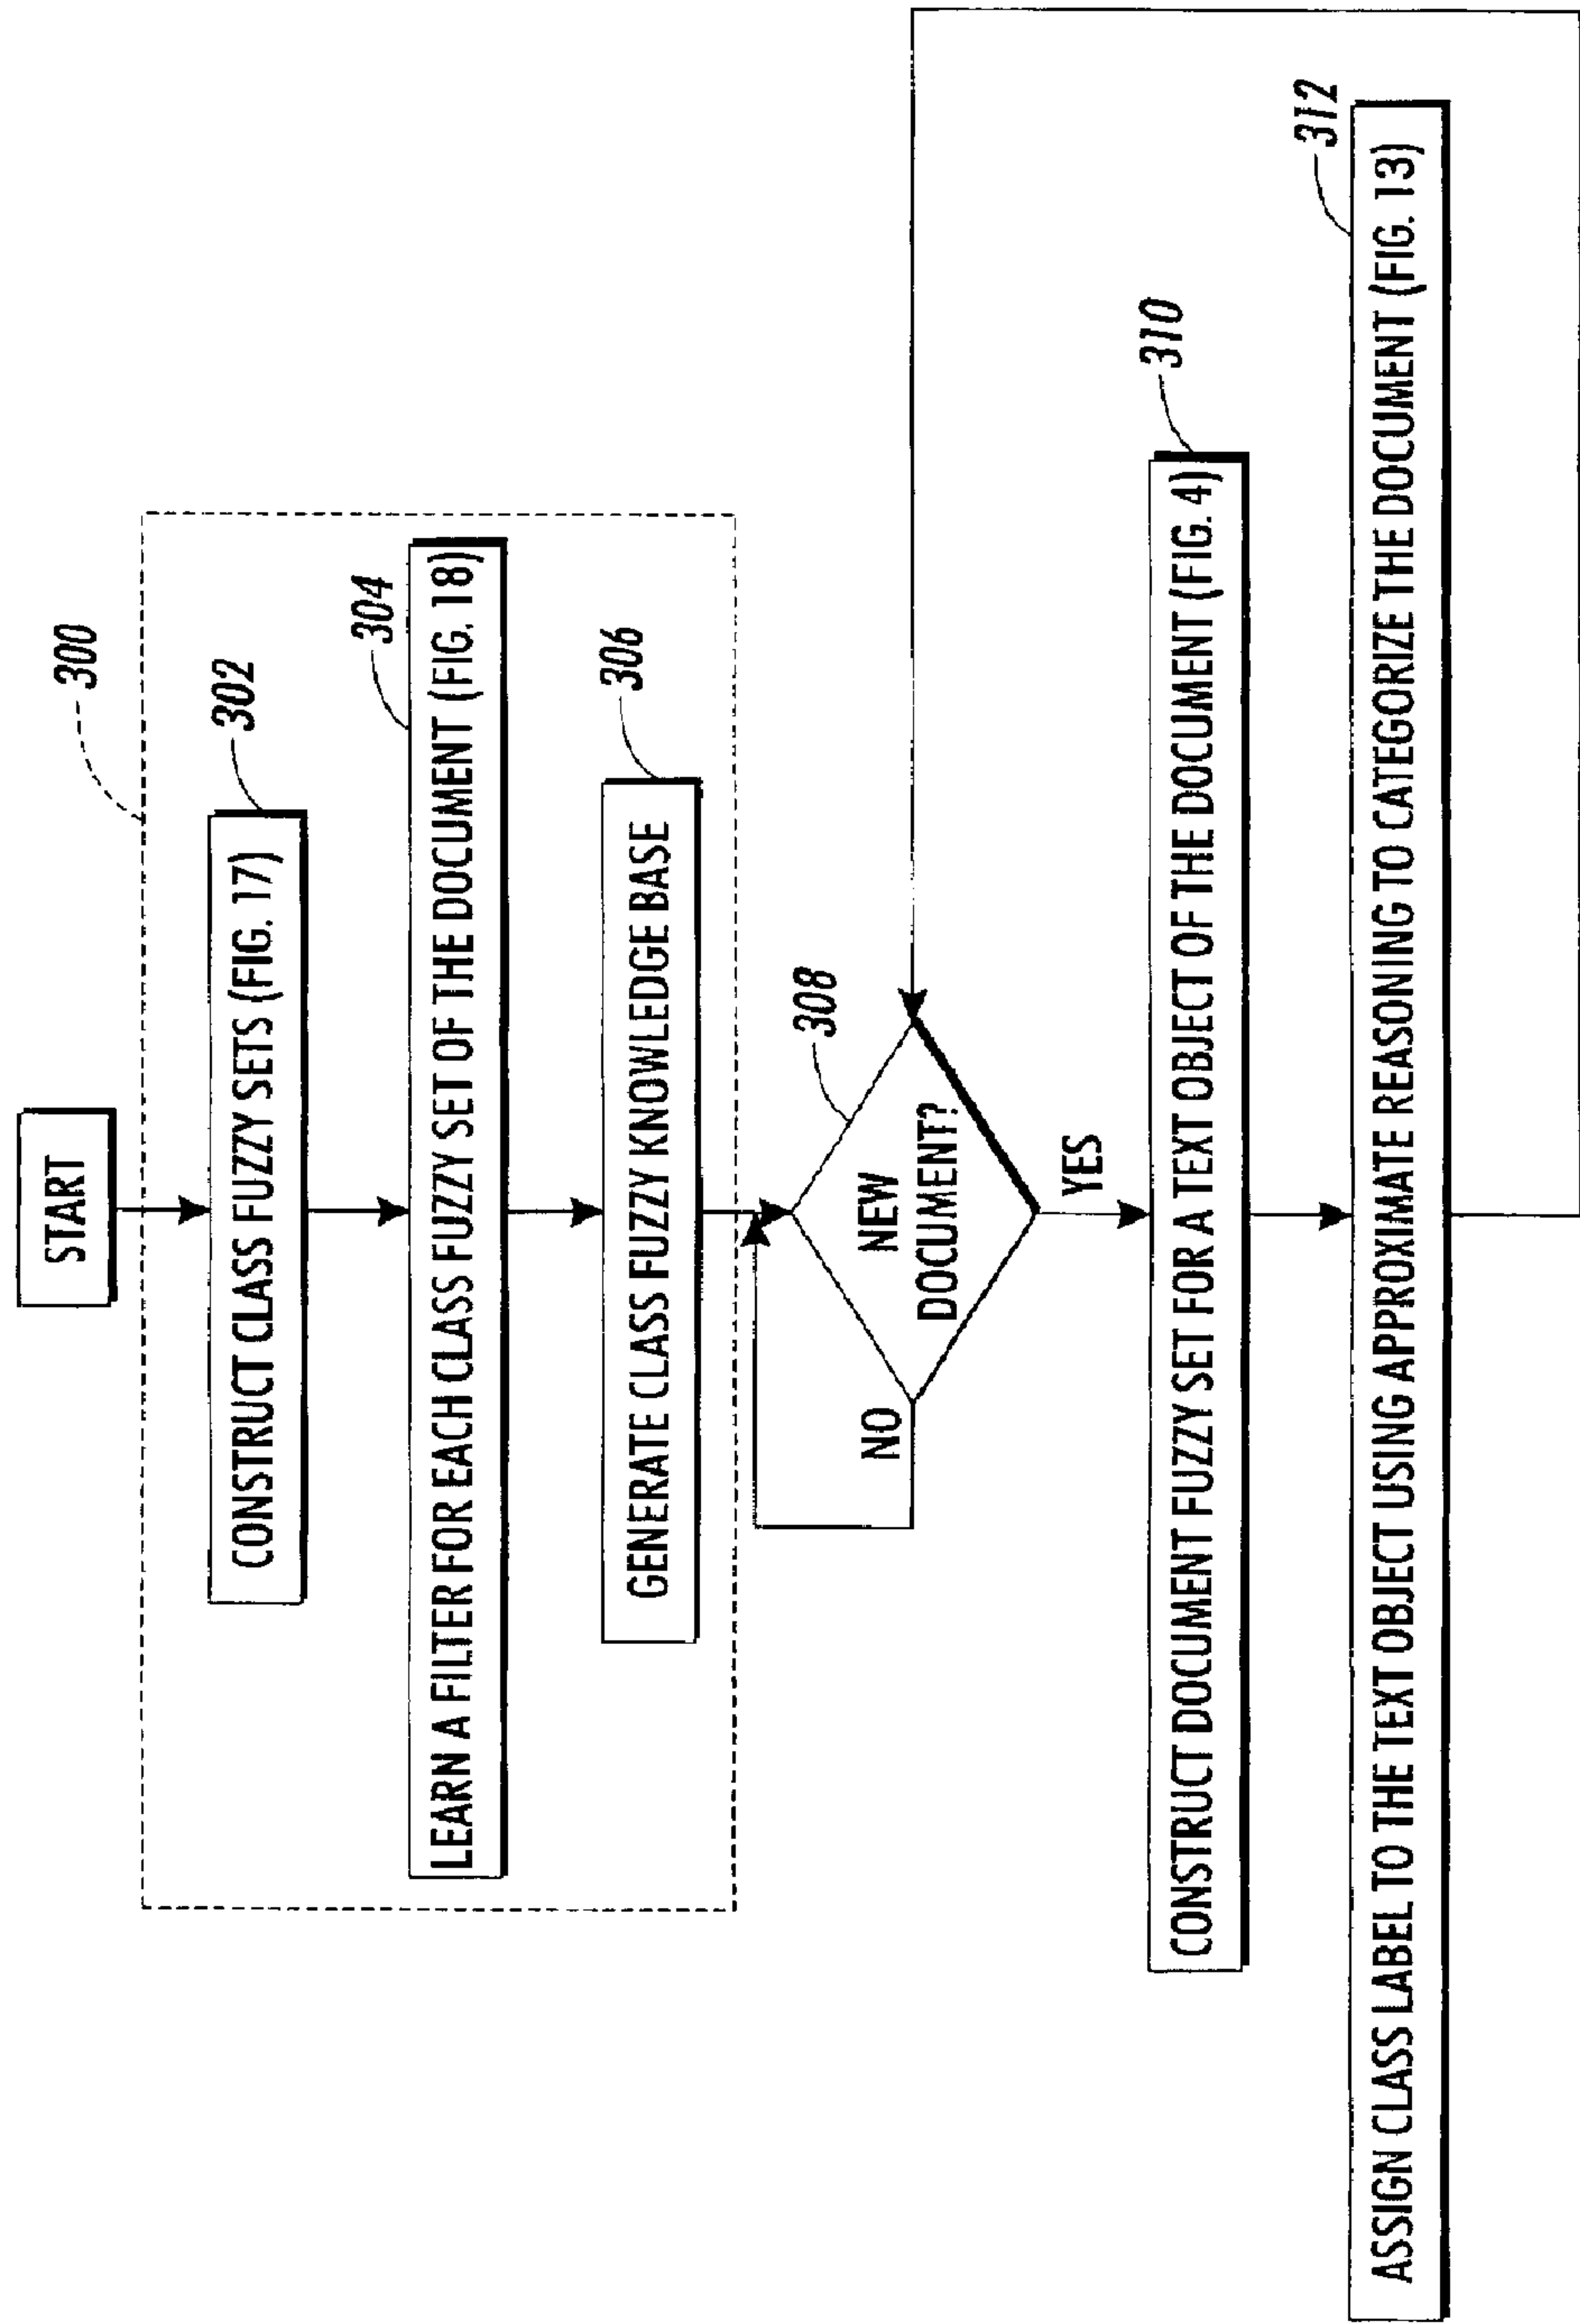 START
300
302
CONSTRUCT CLASS FUZZY SETS (FIG. 17)
304
LEARN A FILTER FOR EACH CLASS FUZZY SET OF THE DOCUMENT (FIG. 18)
306
GENERATE CLASS FUZZY KNOWLEDGE BASE
308
NEW
DOCUMENT?
NO
YES
310
CONSTRUCT DOCUMENT FUZZY SET FOR A TEXT OBJECT OF THE DOCUMENT (FIG. 4)
312
ASSIGN CLASS LABEL TO THE TEXT OBJECT USING APPROXIMATE REASONING TO CATEGORIZE THE DOCUMENT (FIG. 13)